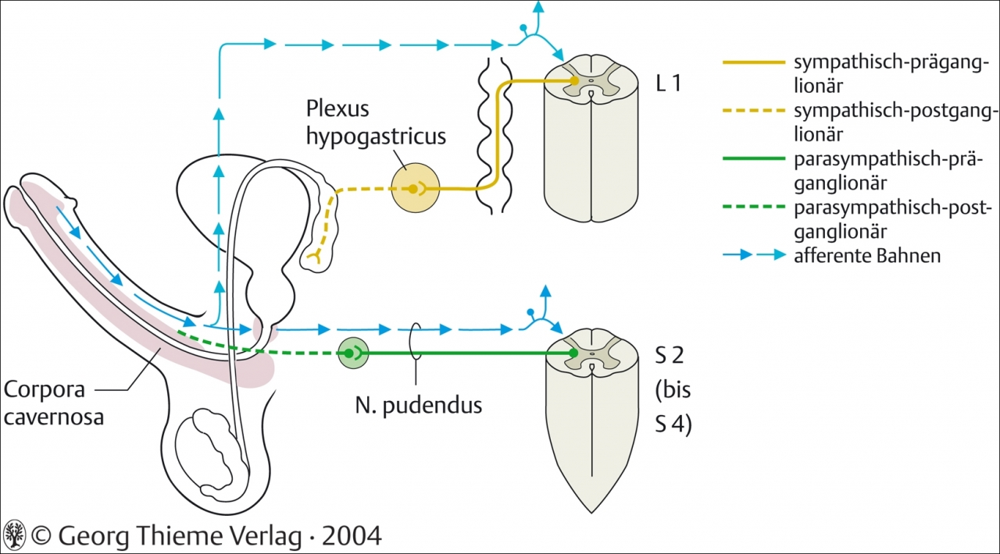 L 1
Plexus
hypogastricus
sympathisch-prägang-
lionär
sympathisch-postgang-
lionär
parasympathisch-prä-
ganglionär
parasympathisch-post-
ganglionär
afferente Bahnen
S 2
(bis
S 4)
Corpora
cavernosa
N. pudendus
© Georg Thieme Verlag · 2004